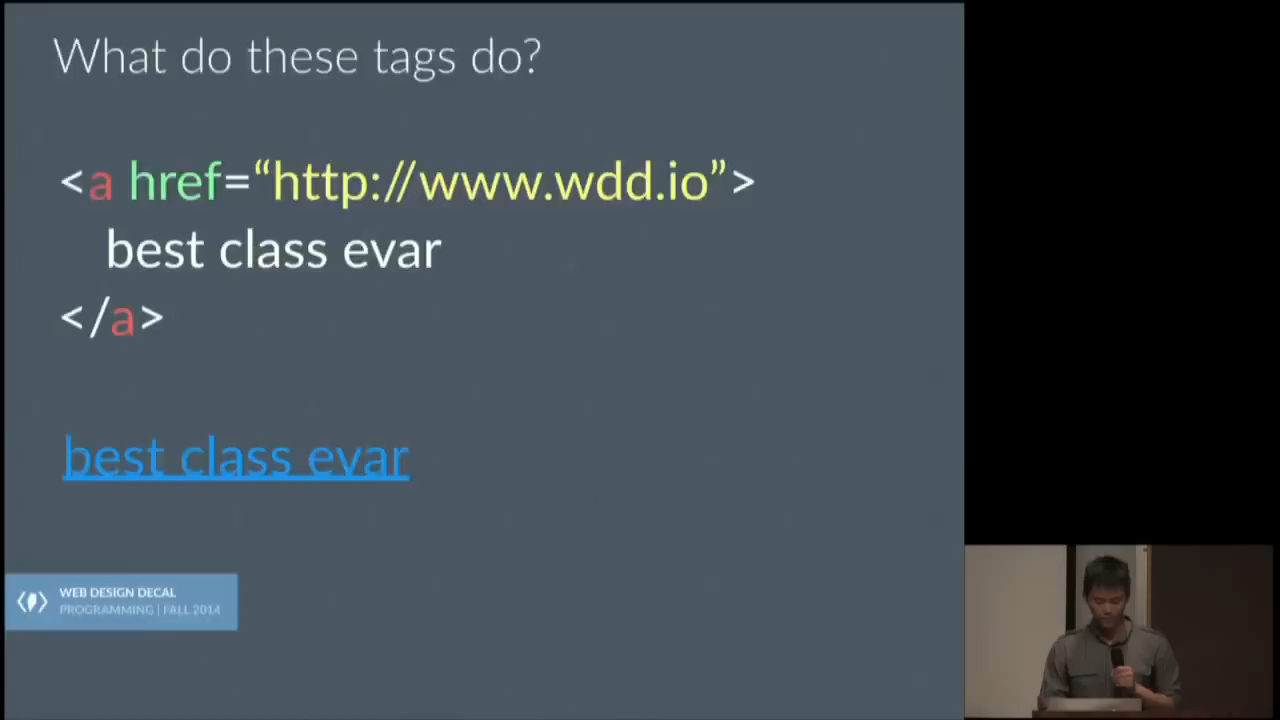 What do these tags do?
<a href=“http://www.wdd.io”>
best class evar
</a>
best class evar
WEB DESIGN DECAL
PROGRAMMING | FALL 2014